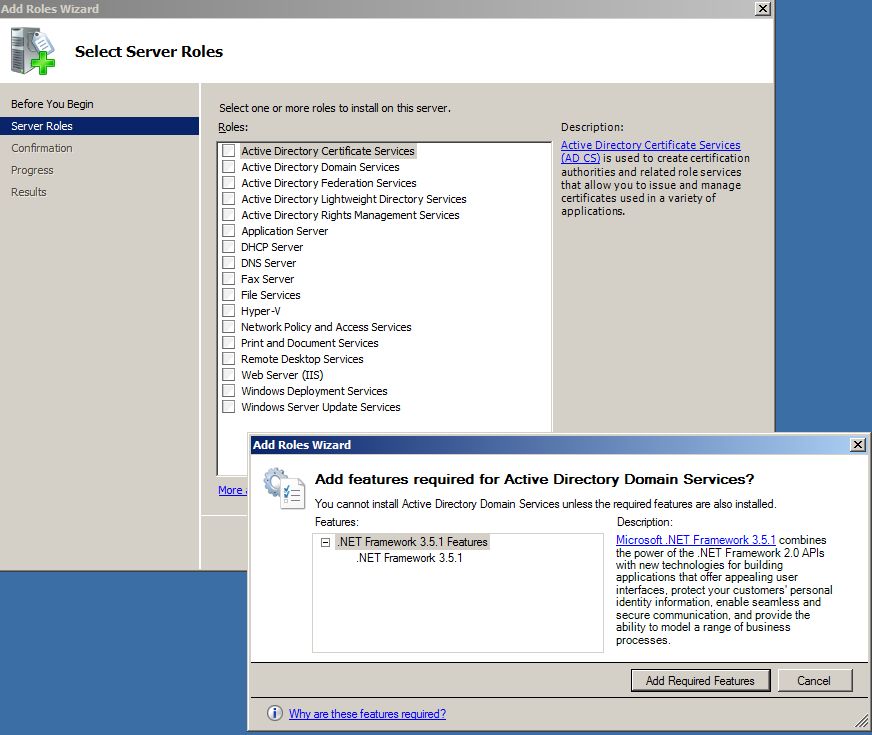 Add Roles Wizard
Select Server Roles
Before You Begin
Server Roles
Confirmation
Progress
Results
Select one or more roles to install on this server.
Roles:
Active Directory Certificate Services
Active Directory Domain Services
Active Directory Federation Services
Active Directory Lightweight Directory Services
Active Directory Rights Management Services
Application Server
DHCP Server
DNS Server
Fax Server
File Services
Hyper-V
Network Policy and Access Services
Print and Document Services
Remote Desktop Services
Web Server (IIS)
Windows Deployment Services
Windows Server Update Services
More
Description:
Active Directory Certificate Services
(AD CS) is used to create certification
authorities and related role services
that allow you to issue and manage
certificates used in a variety of
applications.
Add Roles Wizard
Add features required for Active Directory Domain Services?
You cannot install Active Directory Domain Services unless the required features are also installed.
Features:
.NET Framework 3.5.1 Features
.NET Framework 3.5.1
Description:
Microsoft .NET Framework 3.5.1 combines
the power of the .NET Framework 2.0 APIs
with new technologies for building
applications that offer appealing user
interfaces, protect your customers' personal
identity information, enable seamless and
secure communication, and provide the
ability to model a range of business
processes.
Add Required Features
Cancel
Why are these features required?